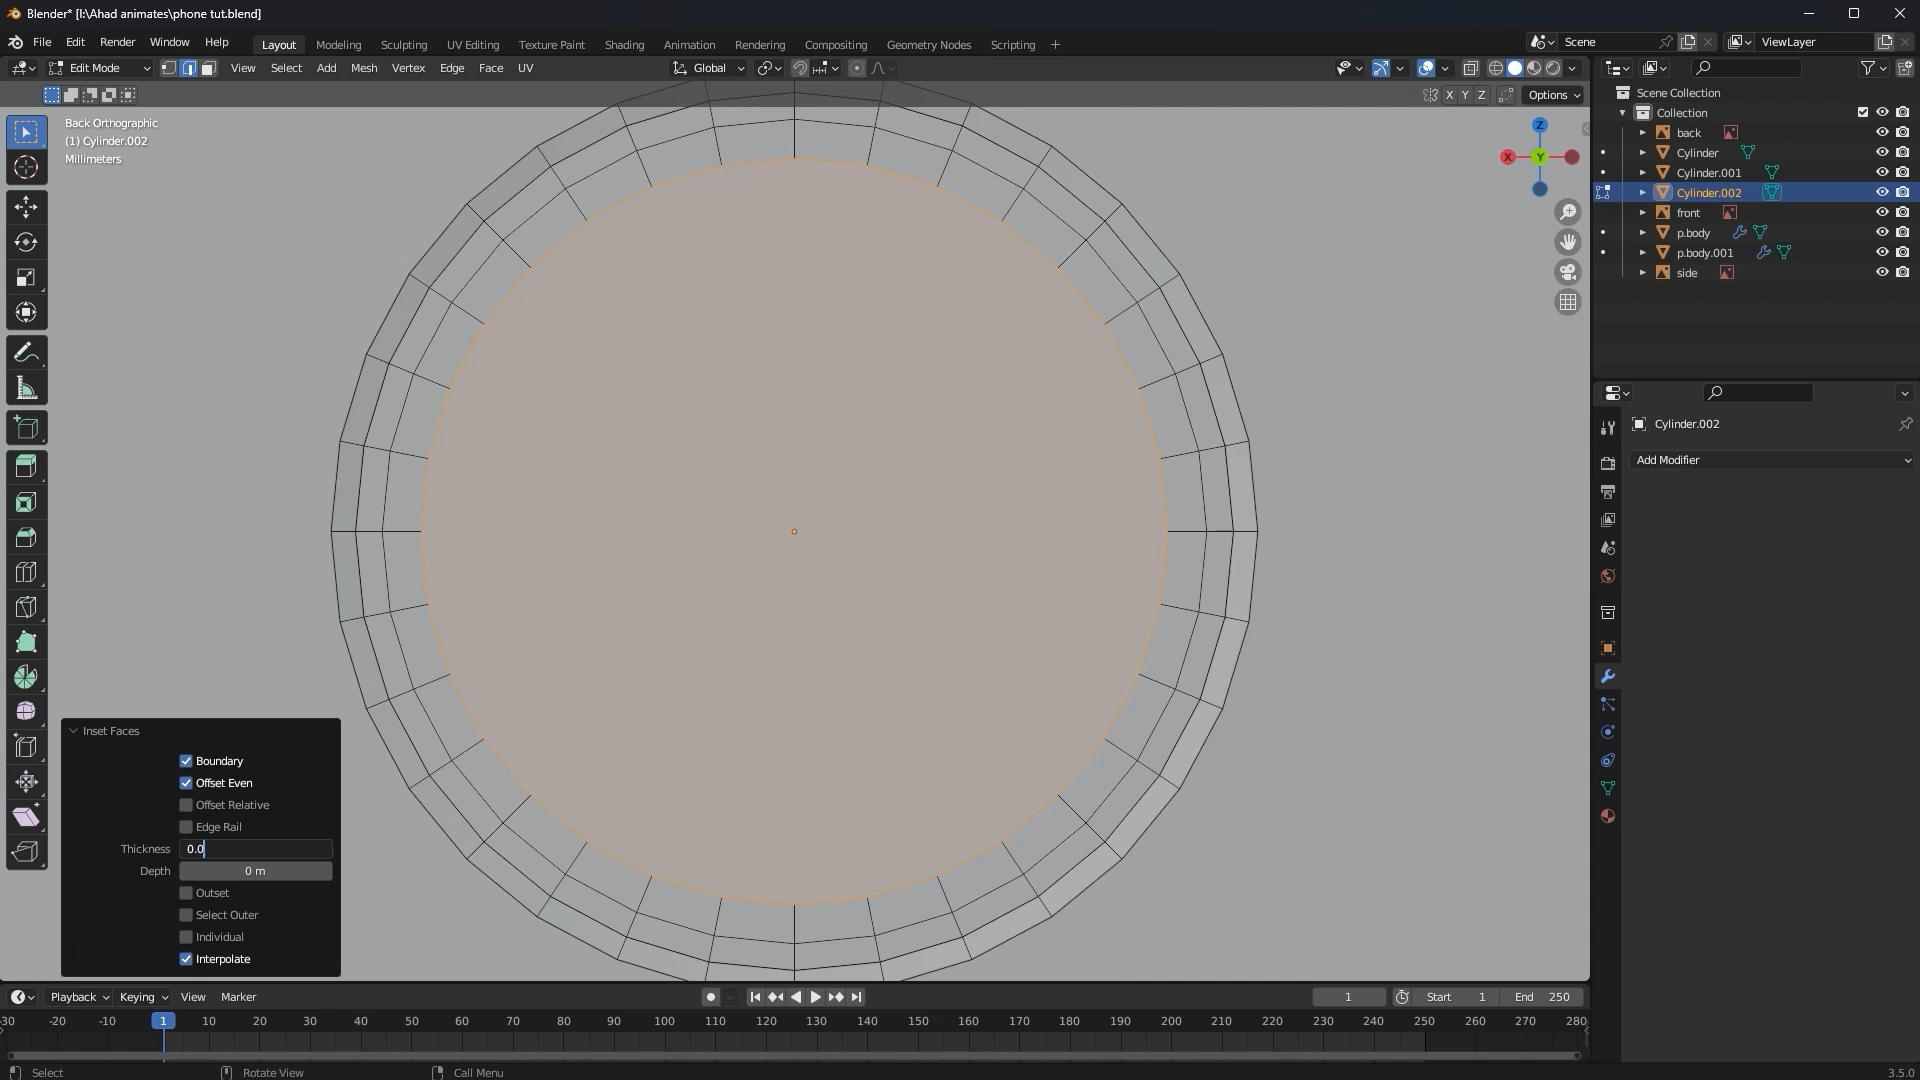 Blender* [I:\Ahad animates\phone tut.blend]
File Edit Render Window Help
Layout Modeling Sculpting UV Editing Texture Paint Shading Animation Rendering Compositing Geometry Nodes Scripting +
Scene
ViewLayer
Edit Mode
View Select Add Mesh Vertex Edge Face UV
Global
X Y Z
Options
Back Orthographic
(1) Cylinder.002
Millimeters
Z
X
Y
Scene Collection
Collection
back
Cylinder
Cylinder.001
Cylinder.002
front
p.body
p.body.001
side
Cylinder.002
Add Modifier
Inset Faces
Boundary
Offset Even
Offset Relative
Edge Rail
Thickness 0.0
Depth 0 m
Outset
Select Outer
Individual
Interpolate
Playback Keying View Marker
1
Start 1
End 250
-30 -20 -10 1 10 20 30 40 50 60 70 80 90 100 110 120 130 140 150 160 170 180 190 200 210 220 230 240 250 260 270 280
Select
Rotate View
Call Menu
3.5.0